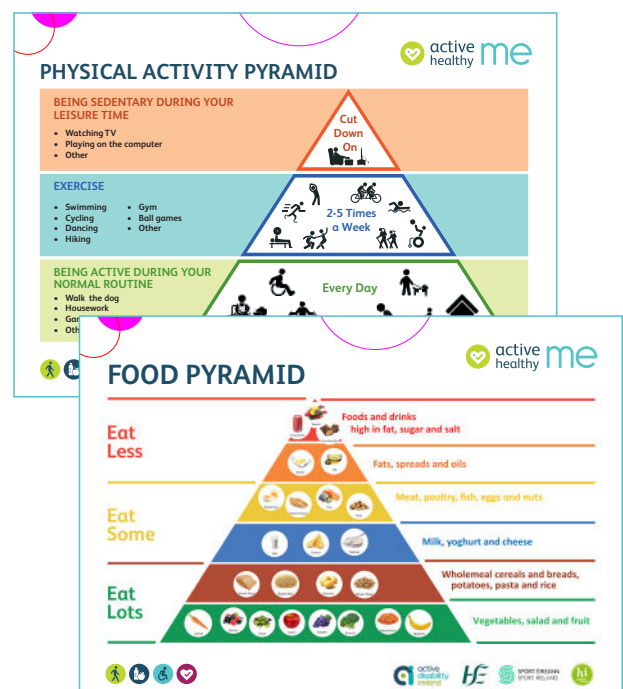 active
healthy me
PHYSICAL ACTIVITY PYRAMID
BEING SEDENTARY DURING YOUR
LEISURE TIME
• Watching TV
• Playing on the computer
• Other
Cut
Down
On
EXERCISE
• Swimming
• Cycling
• Dancing
• Hiking
• Gym
• Ball games
• Other
2-5 Times
a Week
BEING ACTIVE DURING YOUR
NORMAL ROUTINE
• Walk the dog
• Housework
Every Day
active
healthy me
FOOD PYRAMID
Eat
Less
Foods and drinks
high in fat, sugar and salt
Fats, spreads and oils
Eat
Some
Meat, poultry, fish, eggs and nuts
Milk, yoghurt and cheese
Eat
Lots
Wholemeal cereals and breads,
potatoes, pasta and rice
Vegetables, salad and fruit
active
disability
ireland
SPORT ÉIREANN
SPORT IRELAND
hi